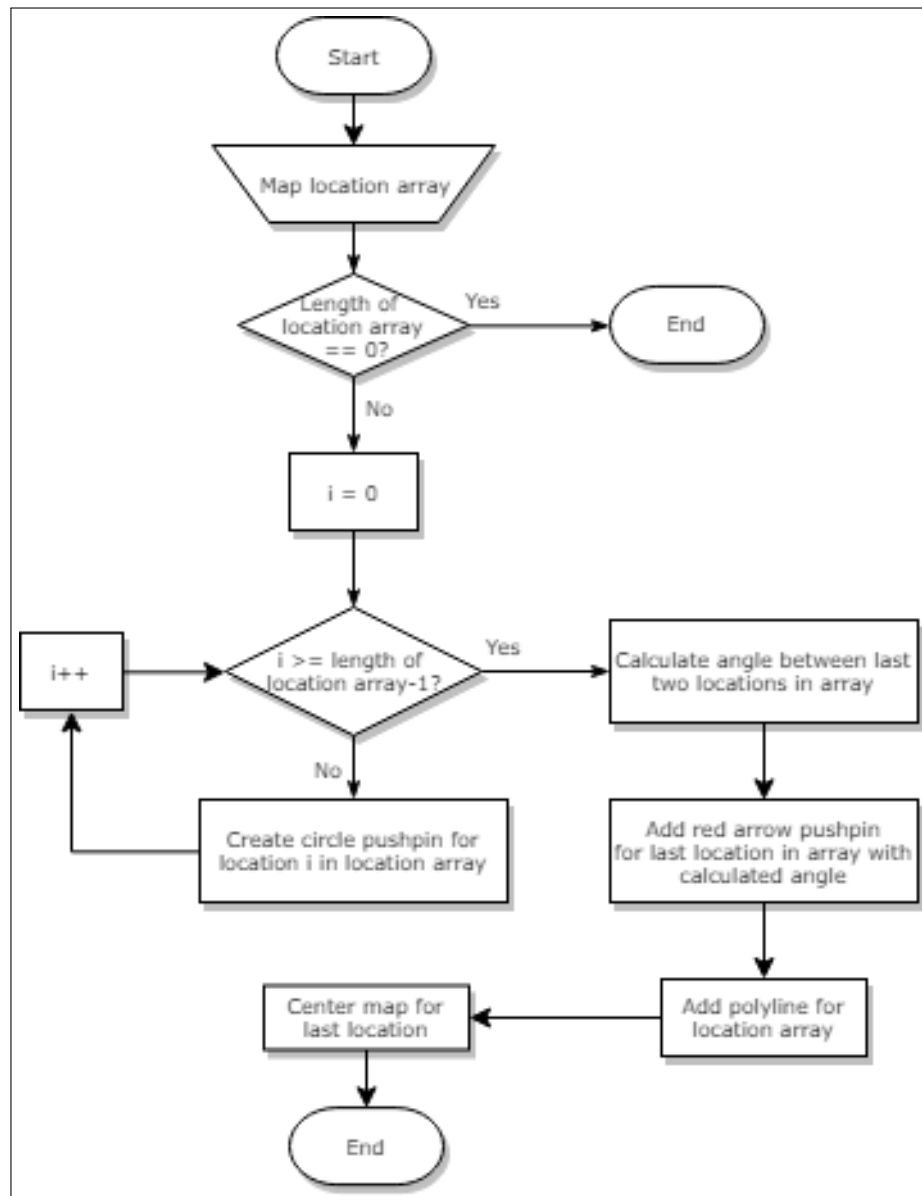 Start
Map location array
Length of
location array
== 0?
Yes
End
No
i = 0
i++
i >= length of
location array-1?
Yes
Calculate angle between last
two locations in array
No
Create circle pushpin for
location i in location array
Add red arrow pushpin
for last location in array with
calculated angle
Center map for
last location
Add polyline for
location array
End